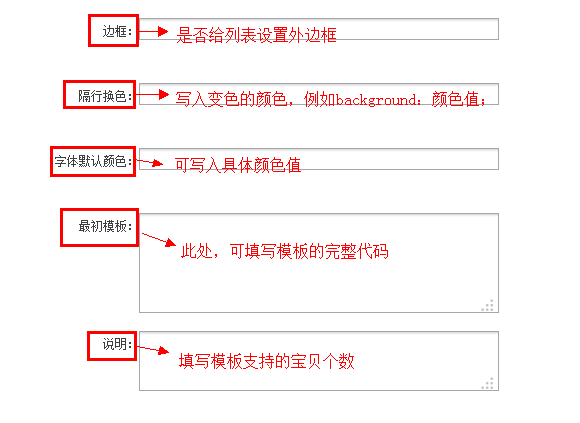 边框：
是否给列表设置外边框
隔行换色：
写入变色的颜色，例如background：颜色值；
字体默认颜色：
可写入具体颜色值
最初模板：
此处，可填写模板的完整代码
说明：
填写模板支持的宝贝个数